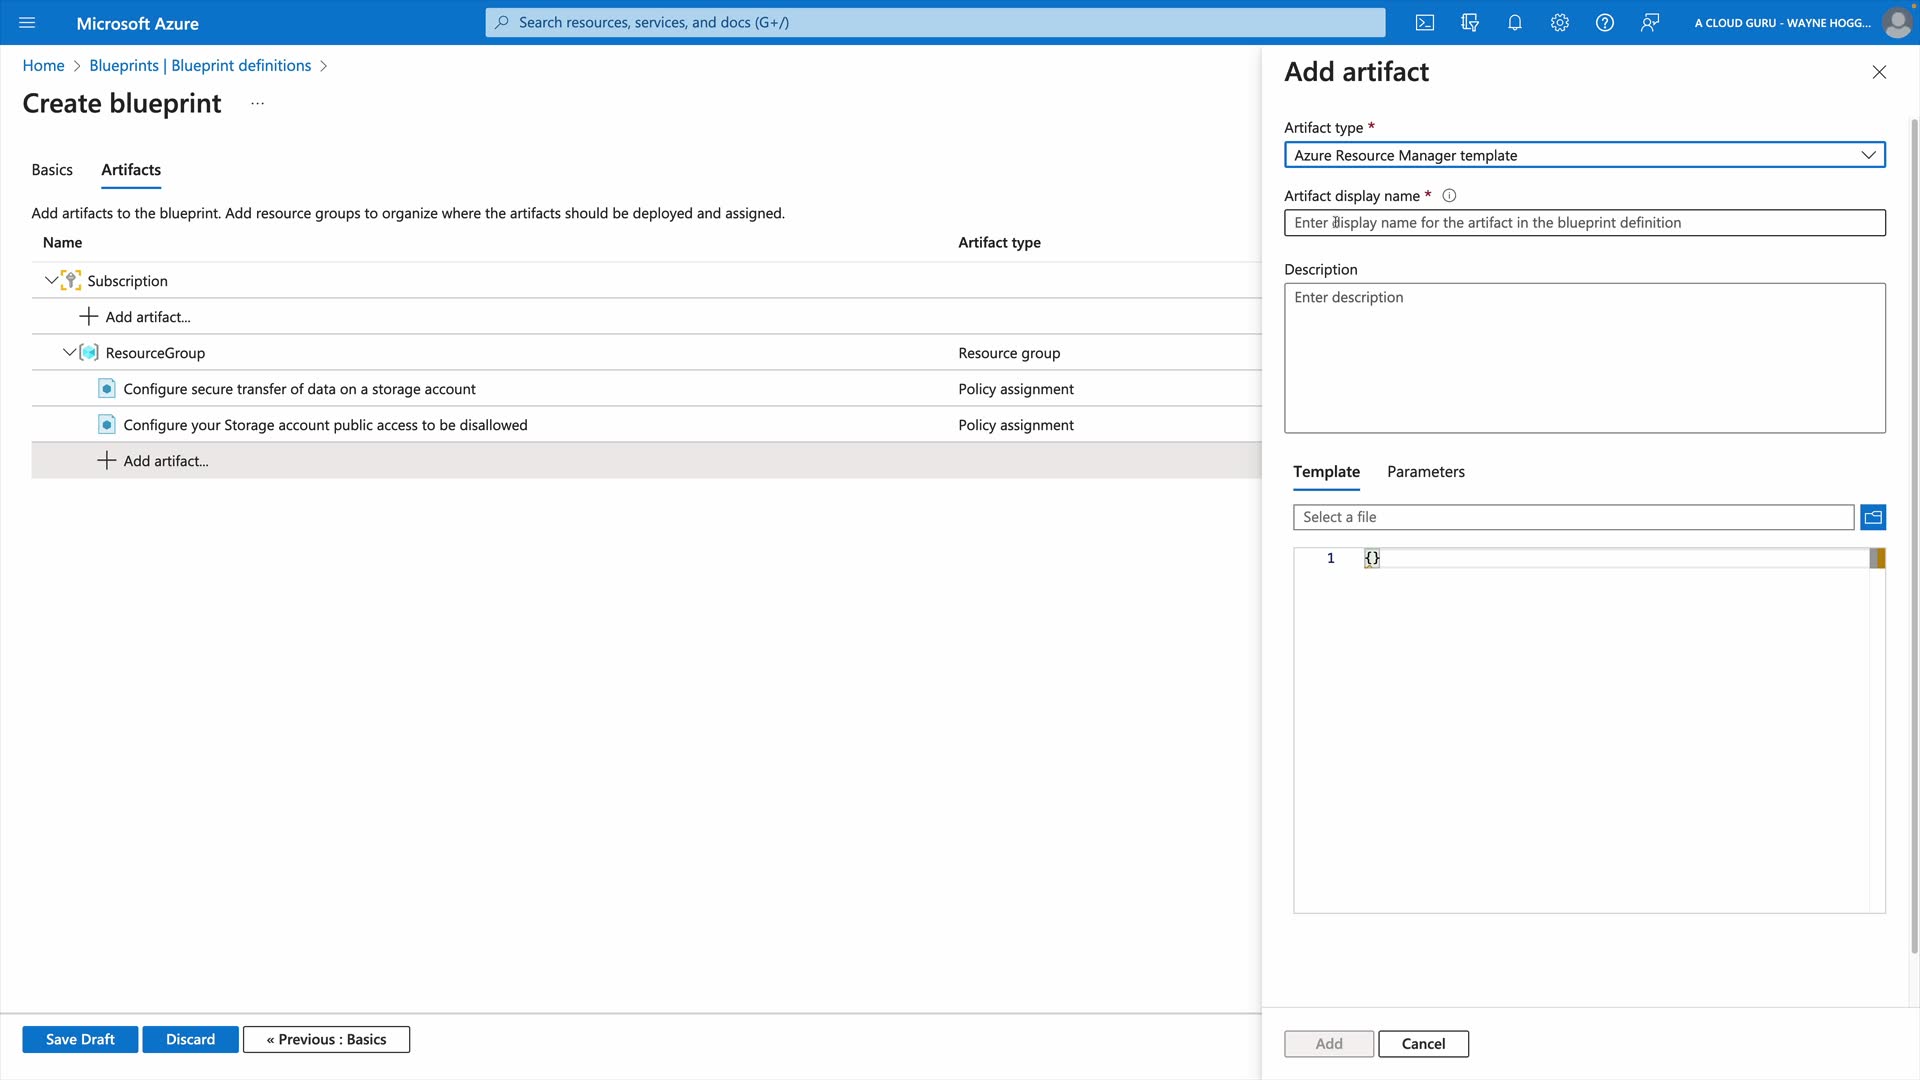 Microsoft Azure
Search resources, services, and docs (G+/)
A CLOUD GURU - WAYNE HOGG...
Home > Blueprints | Blueprint definitions >
Create blueprint ...
Basics
Artifacts
Add artifacts to the blueprint. Add resource groups to organize where the artifacts should be deployed and assigned.
Name
Artifact type
Subscription
Add artifact...
ResourceGroup
Resource group
Configure secure transfer of data on a storage account
Policy assignment
Configure your Storage account public access to be disallowed
Policy assignment
Add artifact...
Save Draft
Discard
« Previous : Basics
Add artifact
Artifact type *
Azure Resource Manager template
Artifact display name *
Enter display name for the artifact in the blueprint definition
Description
Enter description
Template
Parameters
Select a file
1 {}
Add
Cancel